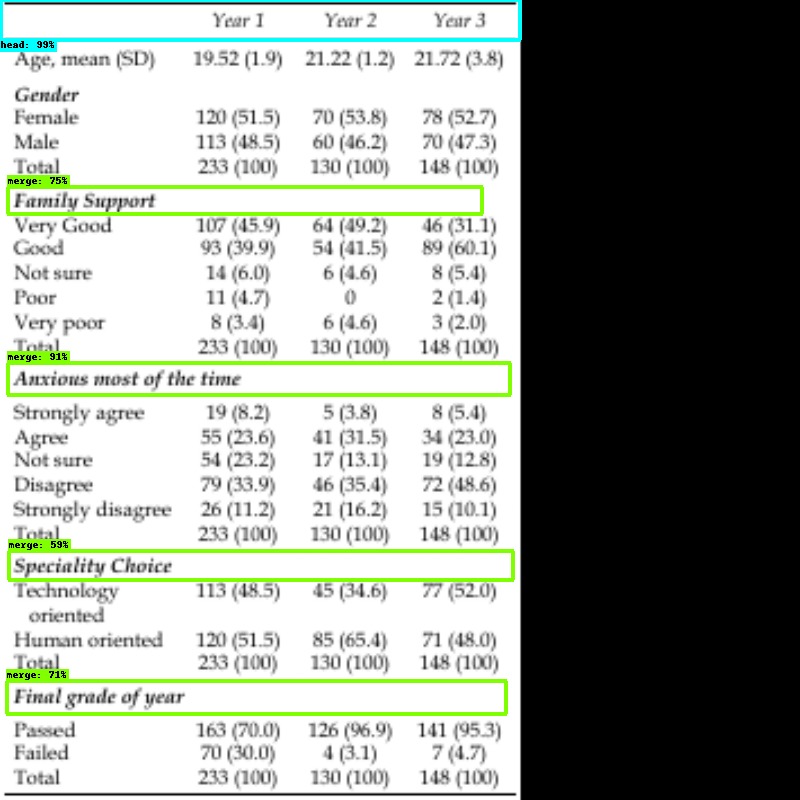 Year 1 Year 2 Year 3
head: 99%
Age, mean (SD) 19.52 (1.9) 21.22 (1.2) 21.72 (3.8)
Gender
Female 120 (51.5) 70 (53.8) 78 (52.7)
Male 113 (48.5) 60 (46.2) 70 (47.3)
Total 233 (100) 130 (100) 148 (100)
merge: 75%
Family Support
Very Good 107 (45.9) 64 (49.2) 46 (31.1)
Good 93 (39.9) 54 (41.5) 89 (60.1)
Not sure 14 (6.0) 6 (4.6) 8 (5.4)
Poor 11 (4.7) 0 2 (1.4)
Very poor 8 (3.4) 6 (4.6) 3 (2.0)
Total 233 (100) 130 (100) 148 (100)
merge: 91%
Anxious most of the time
Strongly agree 19 (8.2) 5 (3.8) 8 (5.4)
Agree 55 (23.6) 41 (31.5) 34 (23.0)
Not sure 54 (23.2) 17 (13.1) 19 (12.8)
Disagree 79 (33.9) 46 (35.4) 72 (48.6)
Strongly disagree 26 (11.2) 21 (16.2) 15 (10.1)
Total 233 (100) 130 (100) 148 (100)
merge: 59%
Speciality Choice
Technology 113 (48.5) 45 (34.6) 77 (52.0)
oriented
Human oriented 120 (51.5) 85 (65.4) 71 (48.0)
Total 233 (100) 130 (100) 148 (100)
merge: 71%
Final grade of year
Passed 163 (70.0) 126 (96.9) 141 (95.3)
Failed 70 (30.0) 4 (3.1) 7 (4.7)
Total 233 (100) 130 (100) 148 (100)